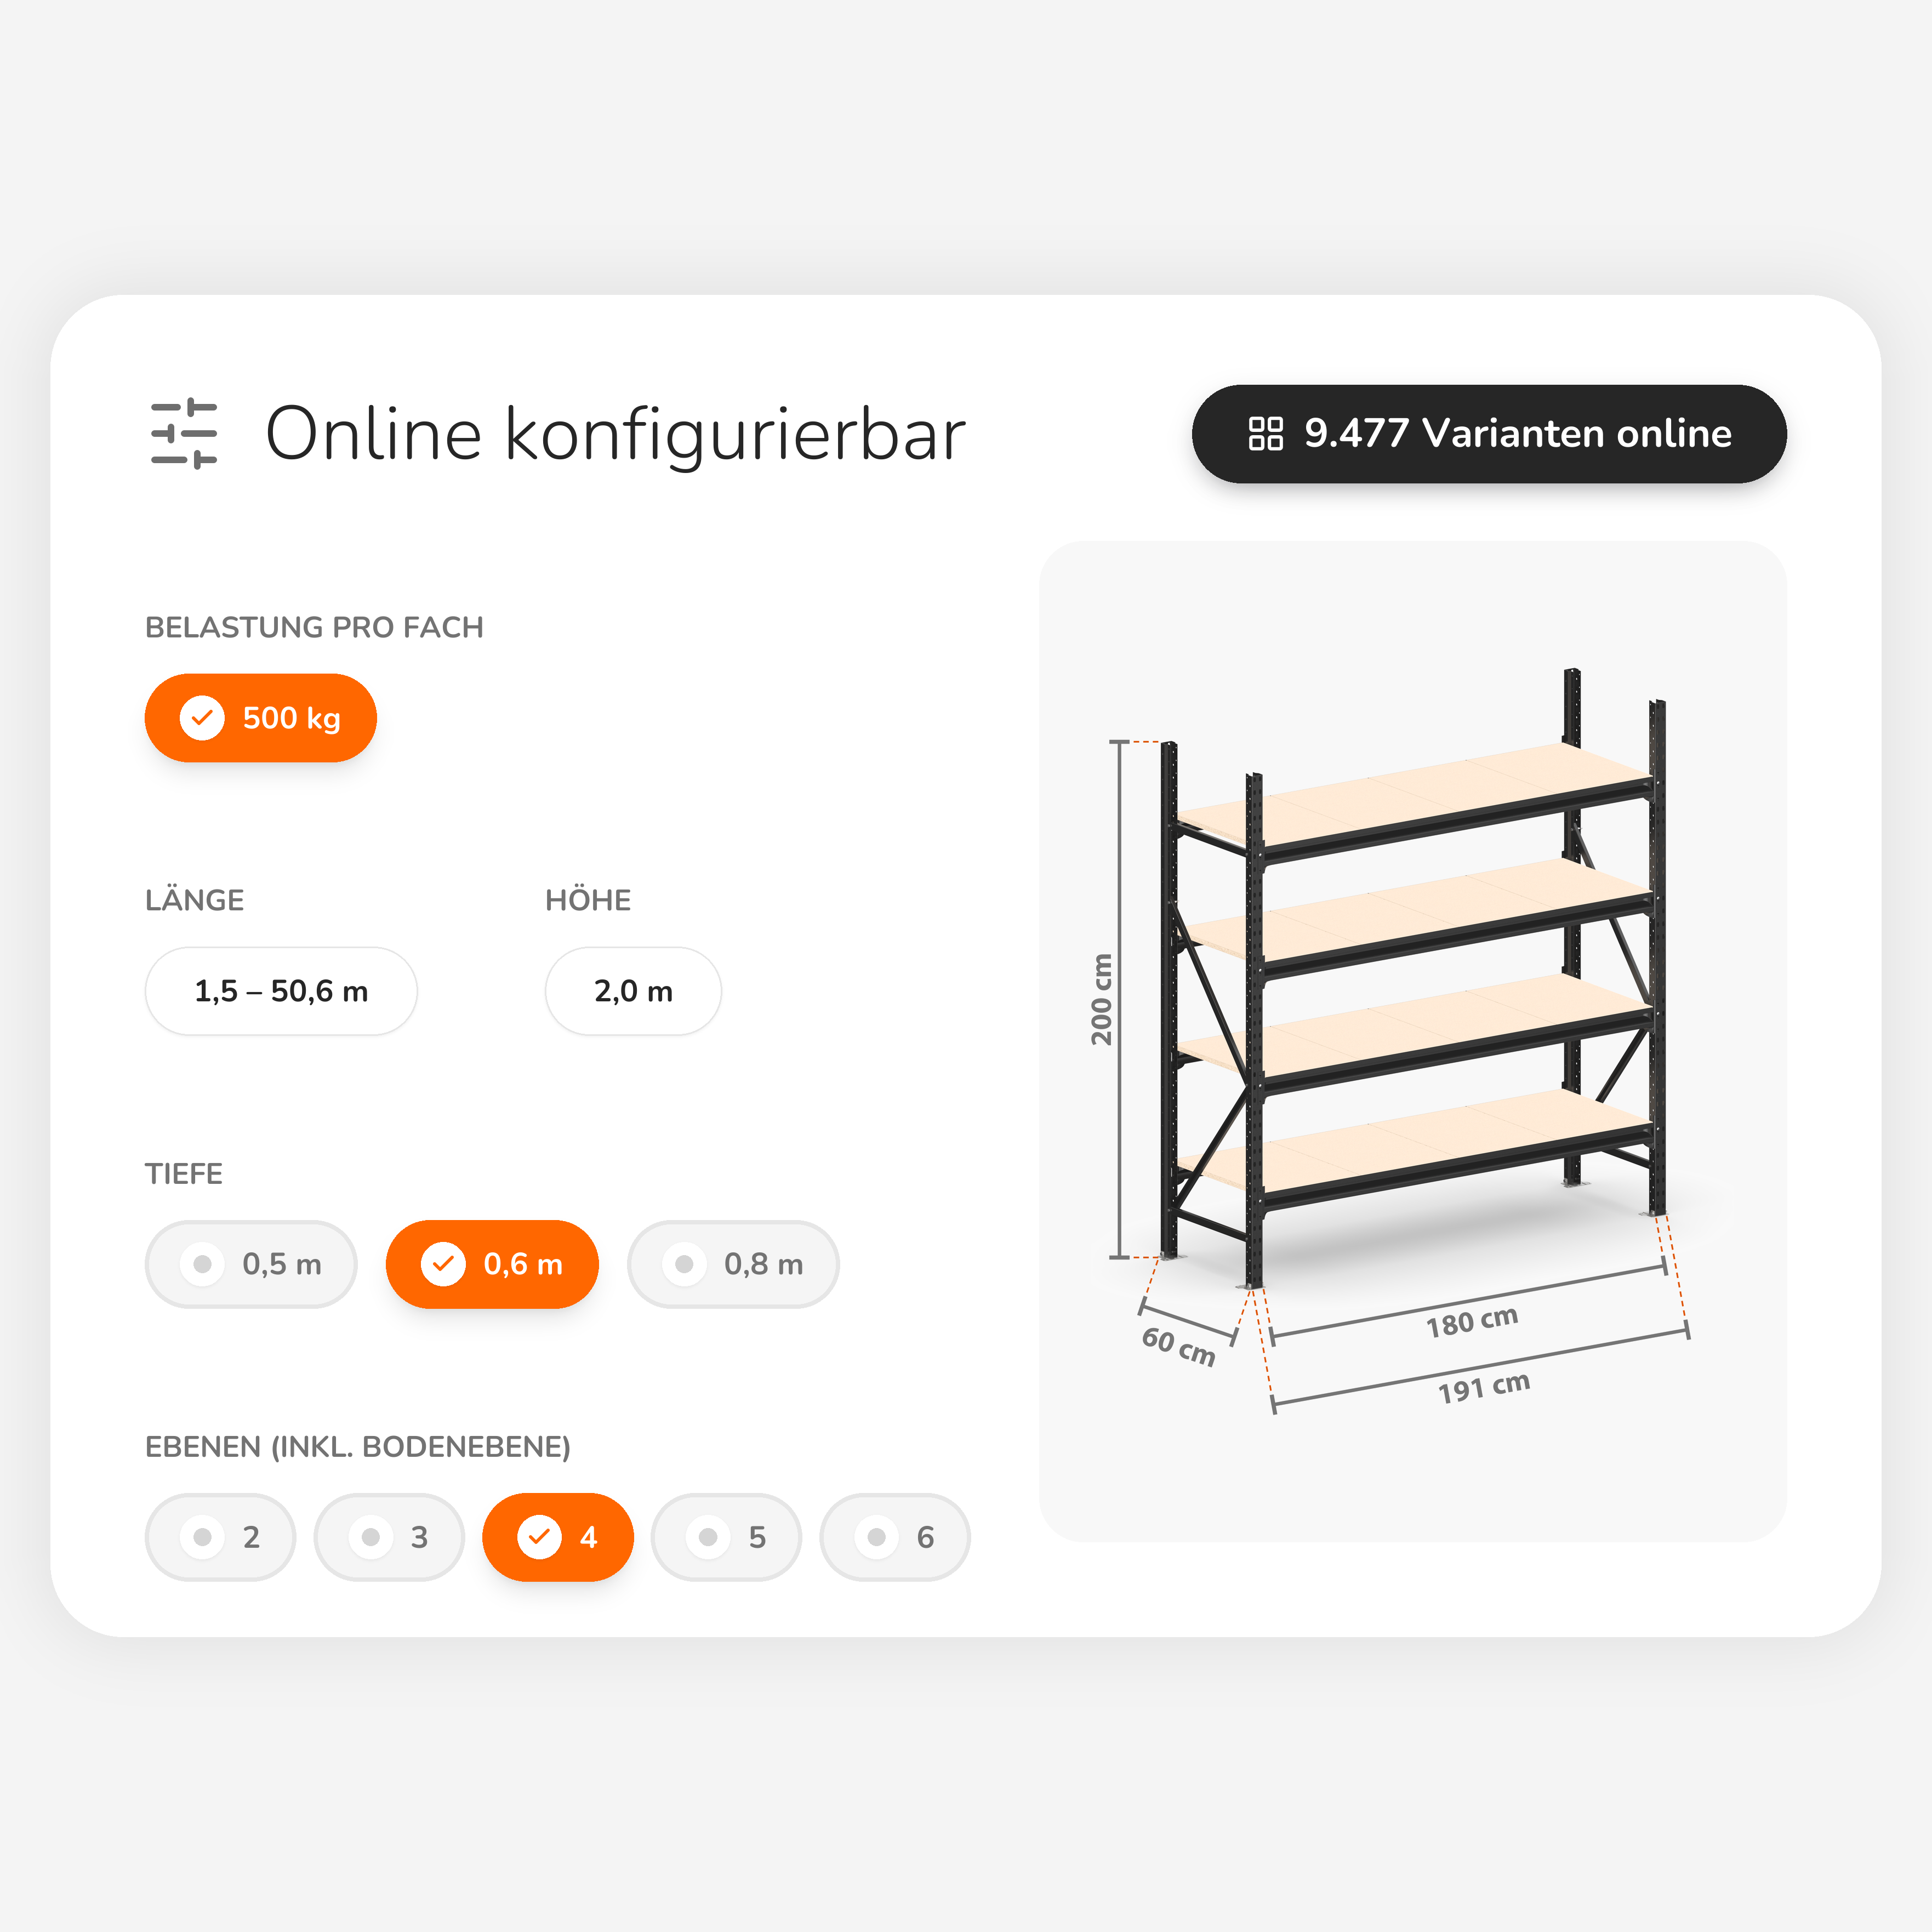 Online konfigurierbar
9.477 Varianten online
BELASTUNG PRO FACH
500 kg
LÄNGE
1,5 – 50,6 m
HÖHE
2,0 m
TIEFE
0,5 m
0,6 m
0,8 m
EBENEN (INKL. BODENEBENE)
2
3
4
5
6
200 cm
60 cm
180 cm
191 cm